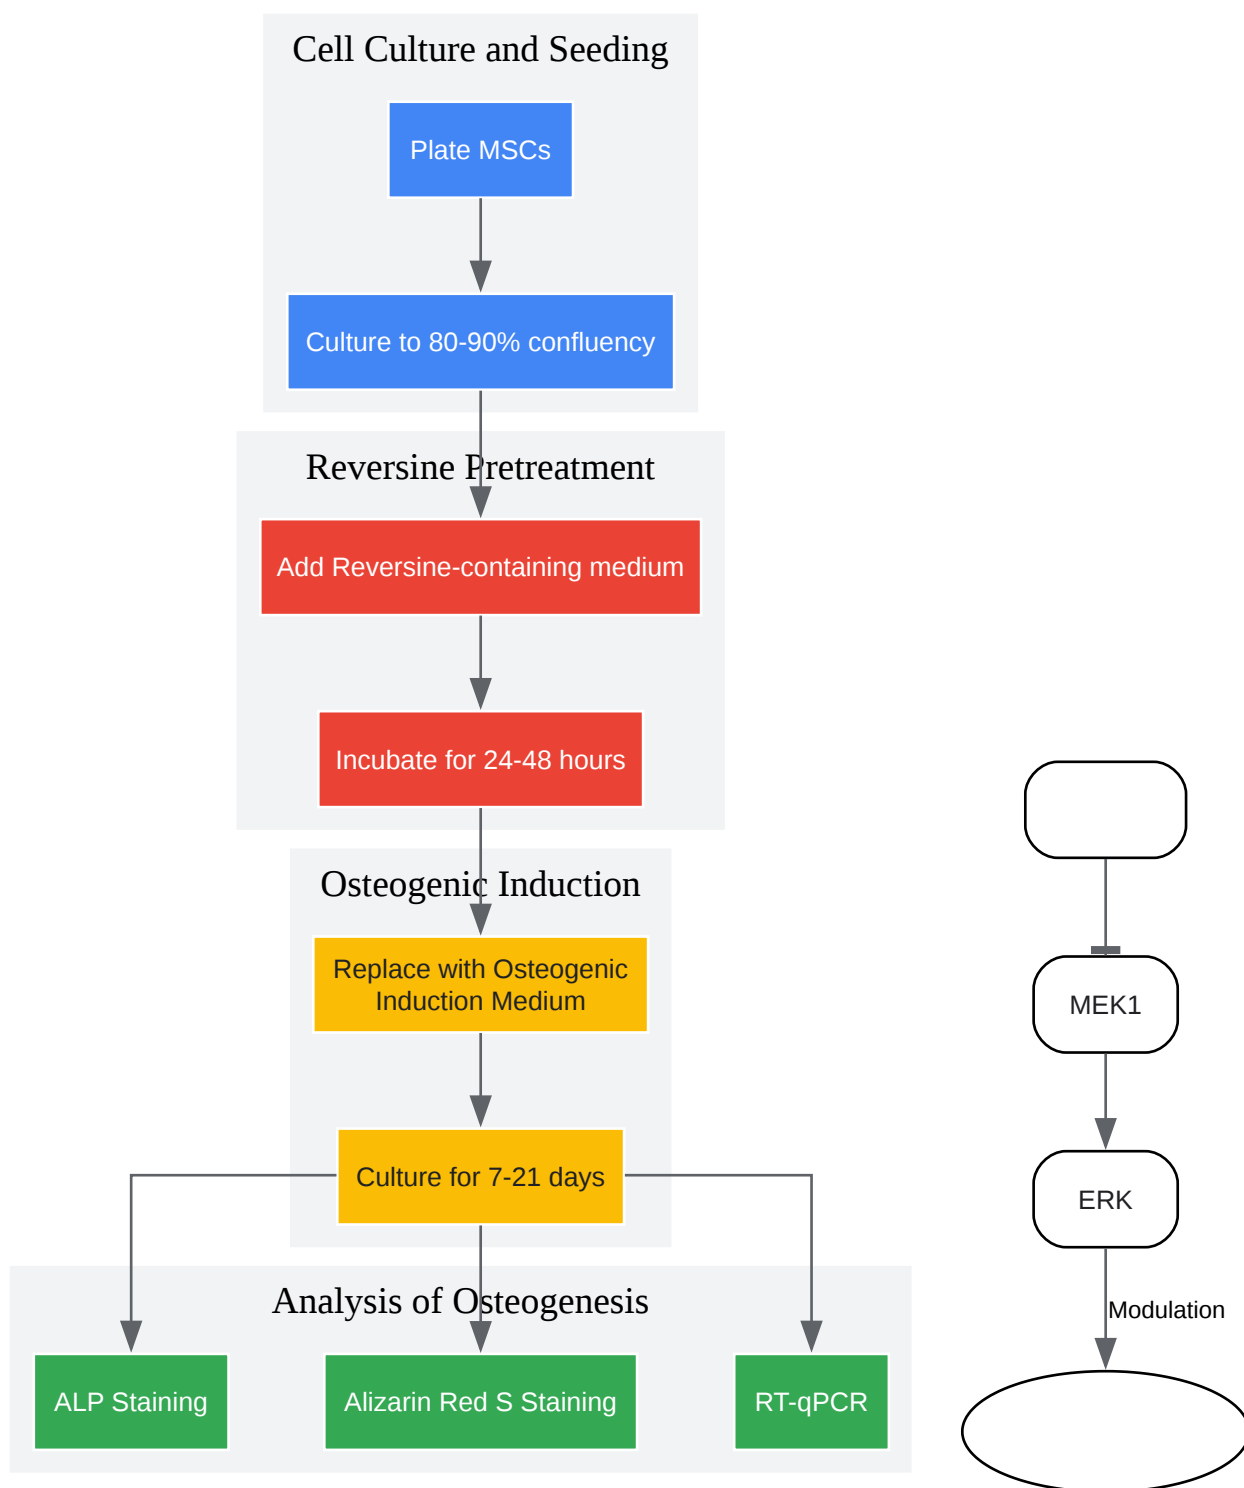 Cell Culture and Seeding
Plate MSCs
Culture to 80-90% confluency
Reversine Pretreatment
Add Reversine-containing medium
Incubate for 24-48 hours
Osteogenic Induction
Replace with Osteogenic
Induction Medium
Culture for 7-21 days
Analysis of Osteogenesis
ALP Staining
Alizarin Red S Staining
RT-qPCR
MEK1
ERK
Modulation